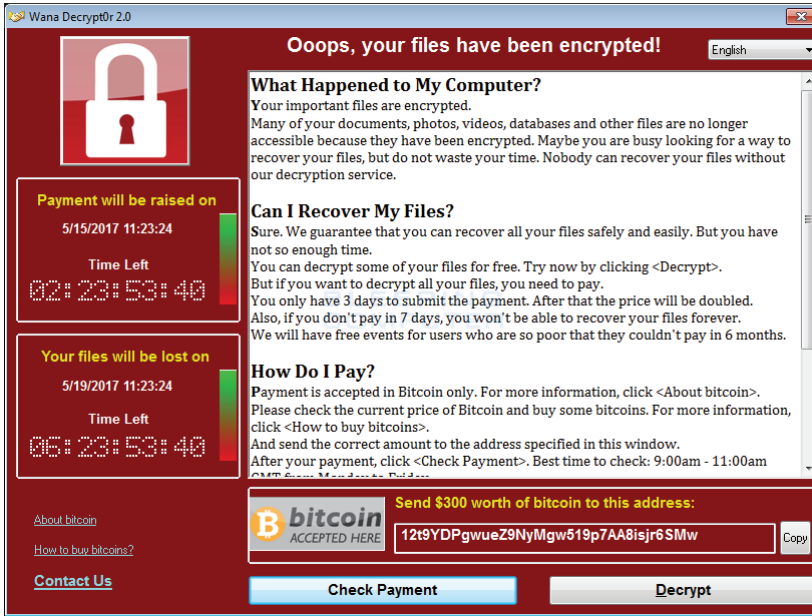 Wana Decrypt0r 2.0
Ooops, your files have been encrypted!
English
What Happened to My Computer?
Your important files are encrypted.
Many of your documents, photos, videos, databases and other files are no longer
accessible because they have been encrypted. Maybe you are busy looking for a way to
recover your files, but do not waste your time. Nobody can recover your files without
our decryption service.
Can I Recover My Files?
Sure. We guarantee that you can recover all your files safely and easily. But you have
not so enough time.
You can decrypt some of your files for free. Try now by clicking <Decrypt>.
But if you want to decrypt all your files, you need to pay.
You only have 3 days to submit the payment. After that the price will be doubled.
Also, if you don't pay in 7 days, you won't be able to recover your files forever.
We will have free events for users who are so poor that they couldn't pay in 6 months.
How Do I Pay?
Payment is accepted in Bitcoin only. For more information, click <About bitcoin>.
Please check the current price of Bitcoin and buy some bitcoins. For more information,
click <How to buy bitcoins>.
And send the correct amount to the address specified in this window.
After your payment, click <Check Payment>. Best time to check: 9:00am - 11:00am
GMT from Monday to Friday.
Payment will be raised on
5/15/2017 11:23:24
Time Left
02:23:53:40
Your files will be lost on
5/19/2017 11:23:24
Time Left
06:23:53:40
About bitcoin
How to buy bitcoins?
Contact Us
bitcoin
ACCEPTED HERE
Send $300 worth of bitcoin to this address:
12t9YDPgwueZ9NyMgw519p7AA8isjr6SMw
Copy
Check Payment
Decrypt